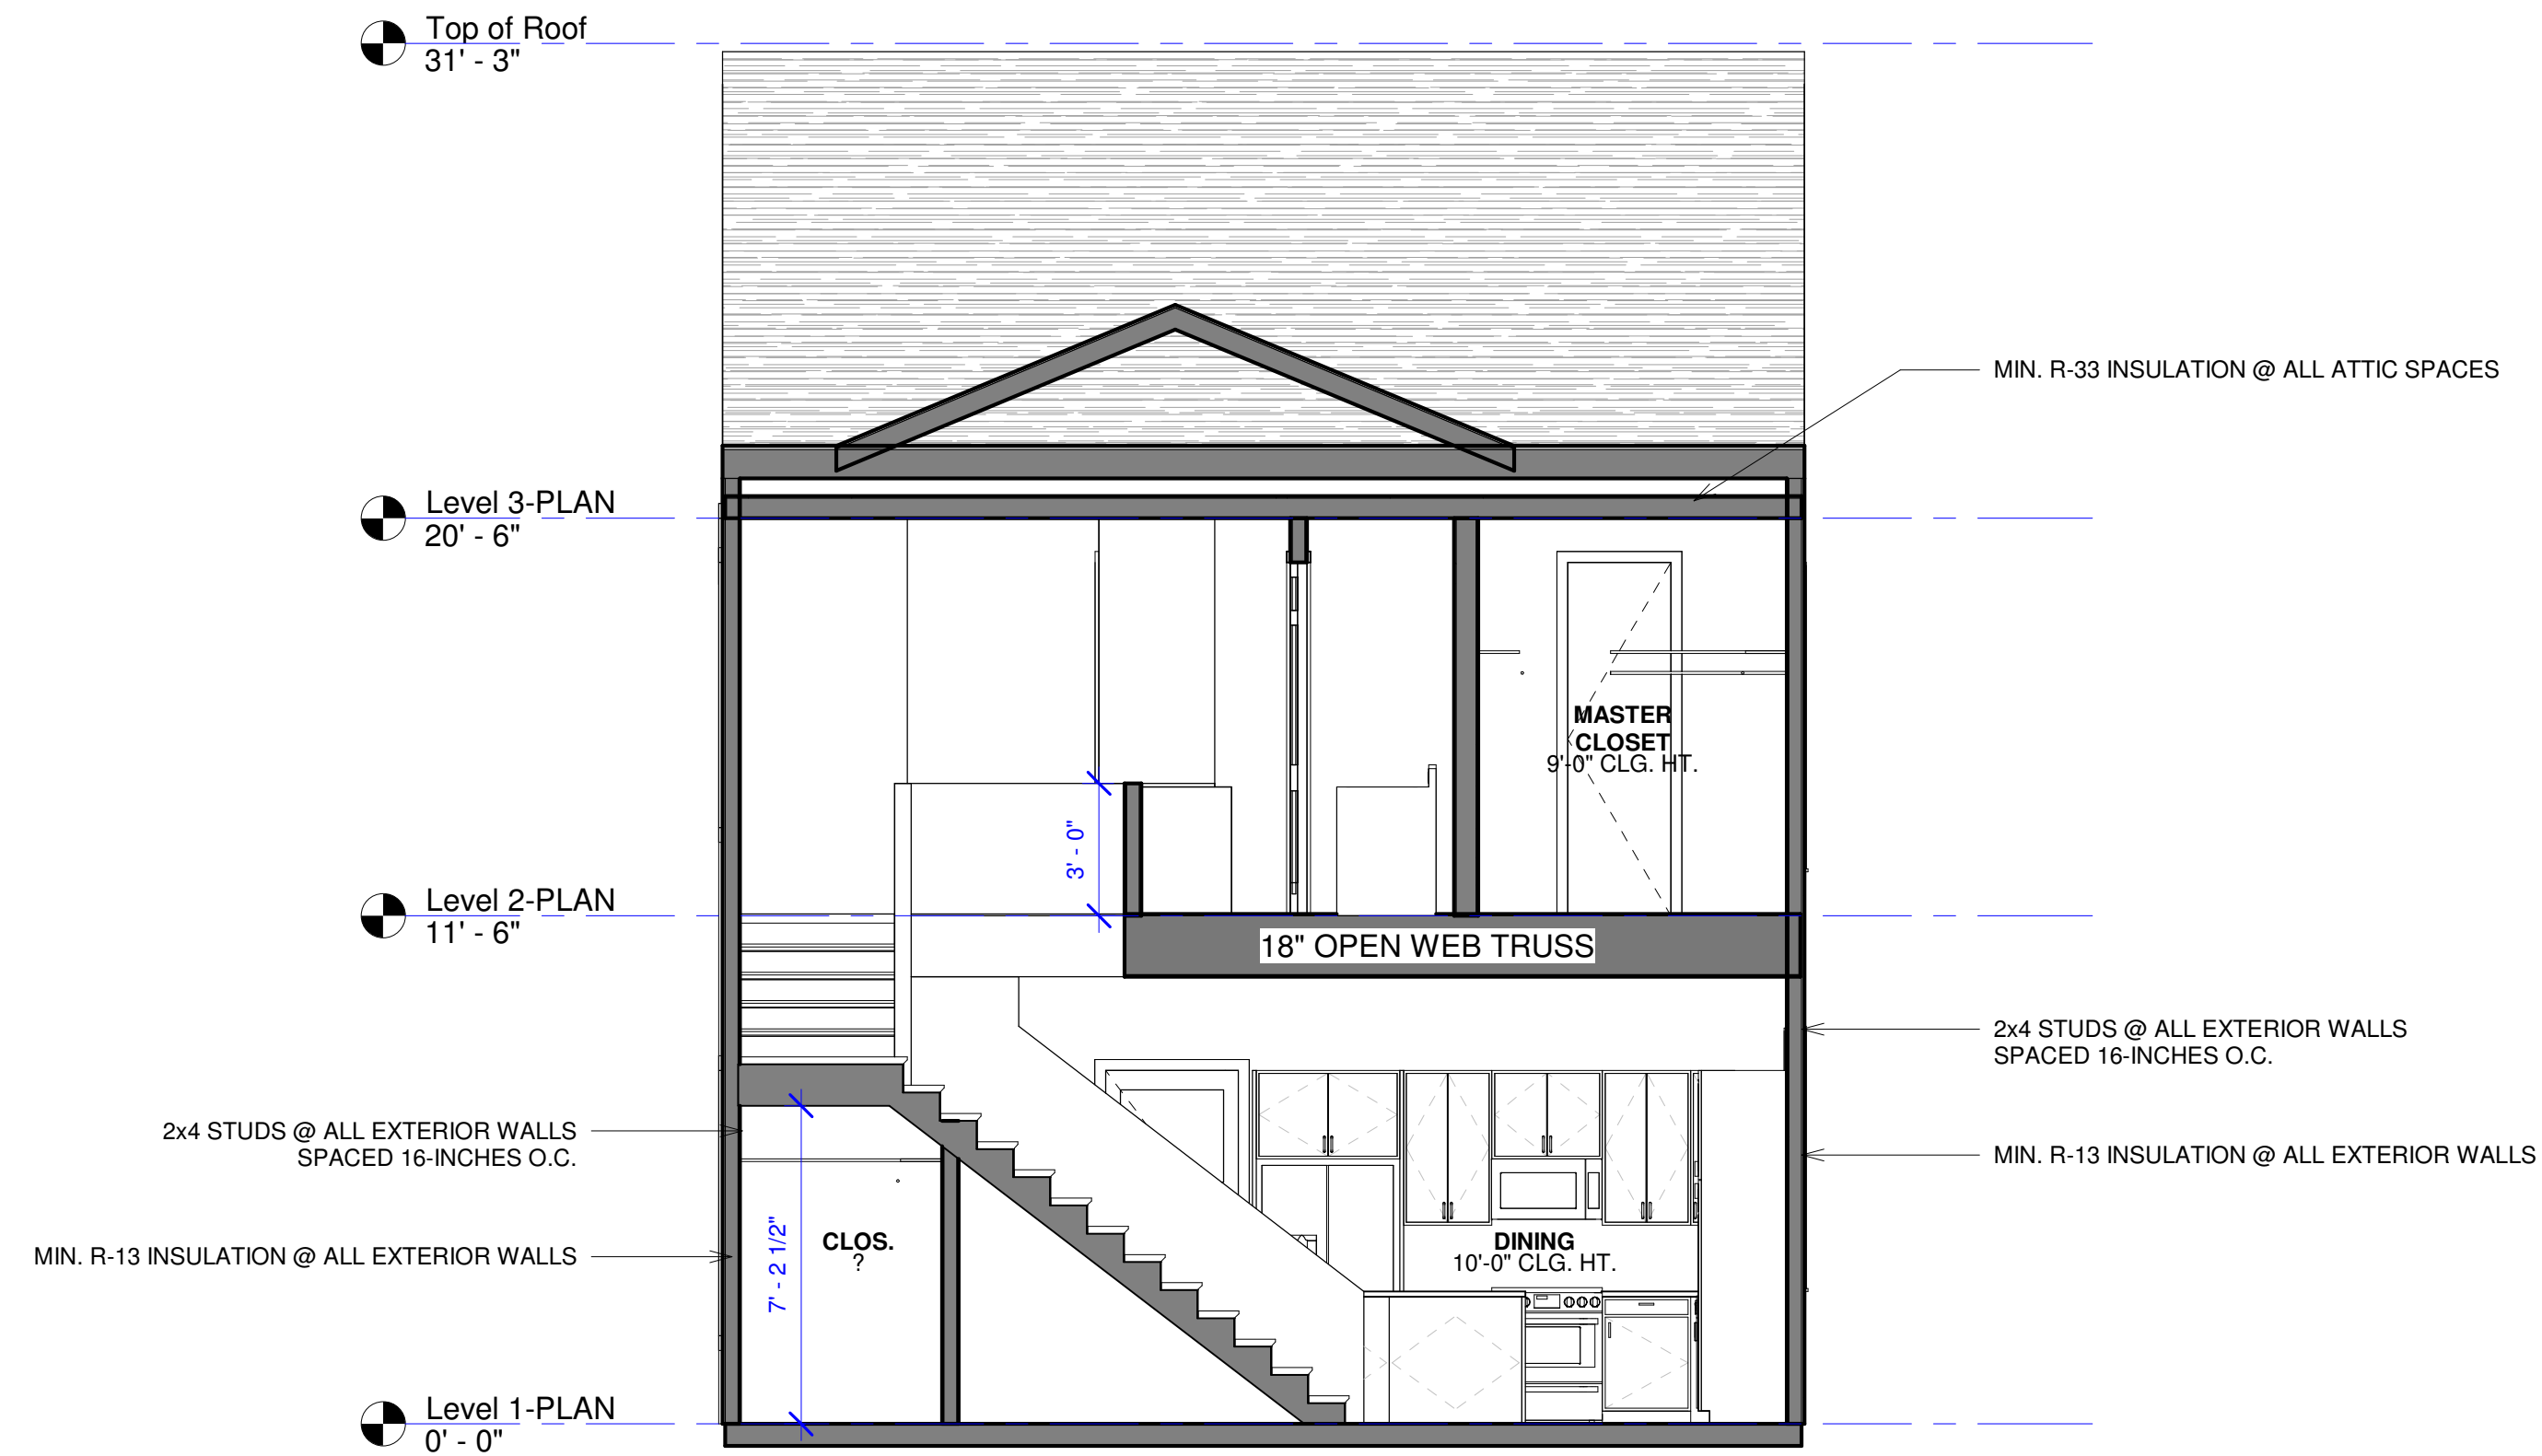 Top of Roof
31' - 3"
MIN. R-33 INSULATION @ ALL ATTIC SPACES
Level 3-PLAN
20' - 6"
MASTER
CLOSET
9'-0" CLG. HT.
3' - 0"
Level 2-PLAN
11' - 6"
18" OPEN WEB TRUSS
2x4 STUDS @ ALL EXTERIOR WALLS
SPACED 16-INCHES O.C.
2x4 STUDS @ ALL EXTERIOR WALLS
SPACED 16-INCHES O.C.
MIN. R-13 INSULATION @ ALL EXTERIOR WALLS
7' - 2 1/2"
CLOS.
?
DINING
10'-0" CLG. HT.
MIN. R-13 INSULATION @ ALL EXTERIOR WALLS
Level 1-PLAN
0' - 0"